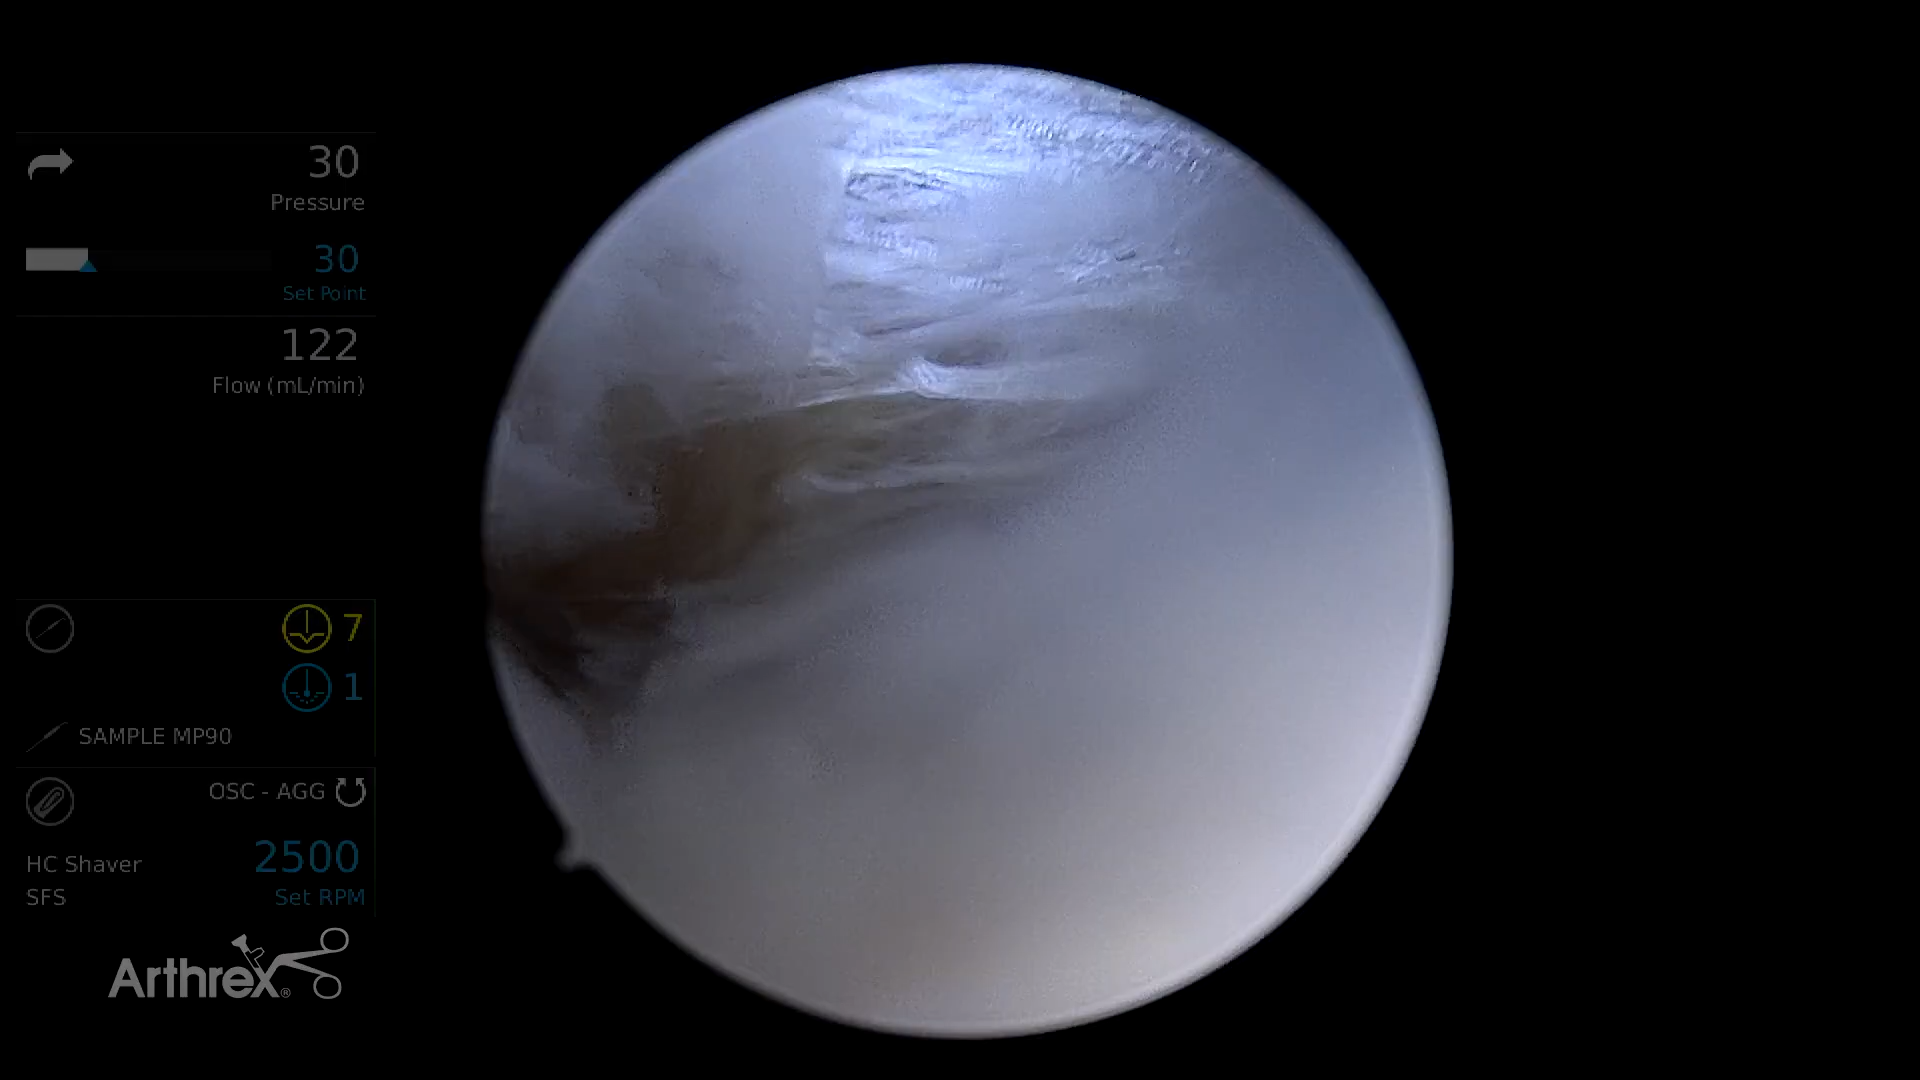 30
Pressure
30
Set Point
122
Flow (mL/min)
7
1
SAMPLE MP90
OSC - AGG
HC Shaver
2500
SFS
Set RPM
Arthrex®